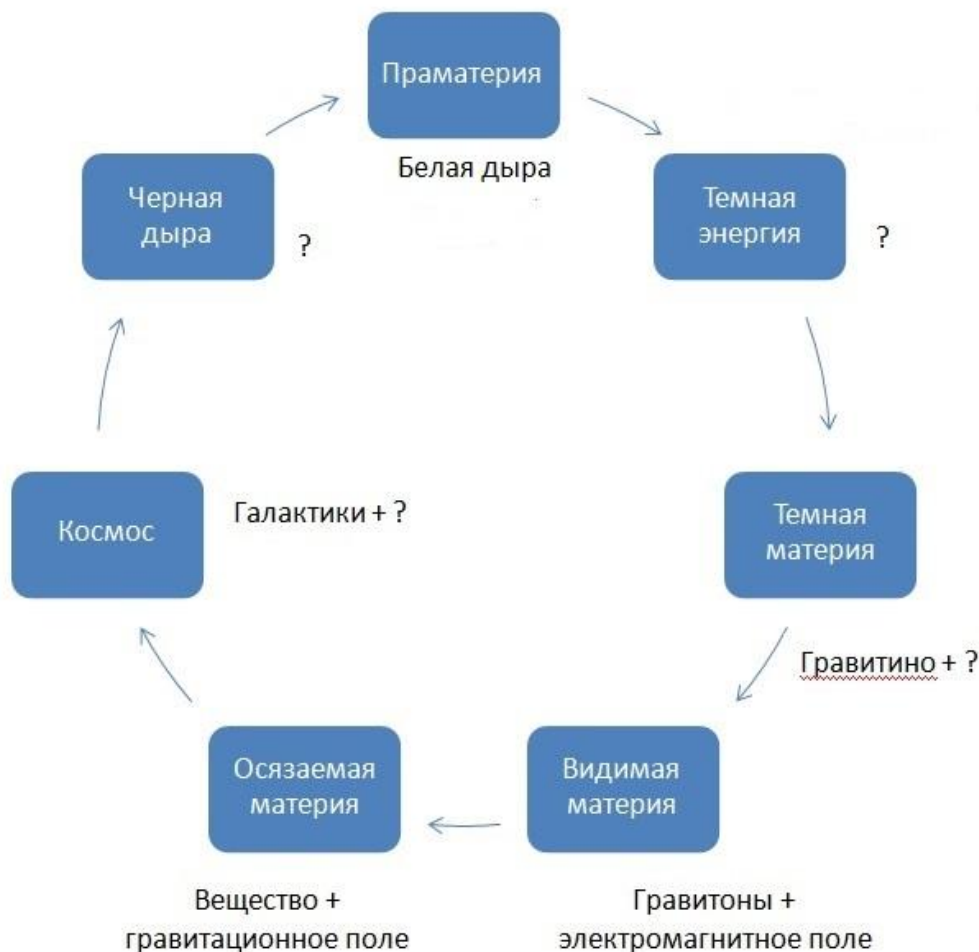 Праматерия
Белая дыра
Темная
энергия
?
Темная
материя
Гравитино + ?
Видимая
материя
Гравитоны +
электромагнитное поле
Осязаемая
материя
Вещество +
гравитационное поле
Космос
Галактики + ?
Черная
дыра
?